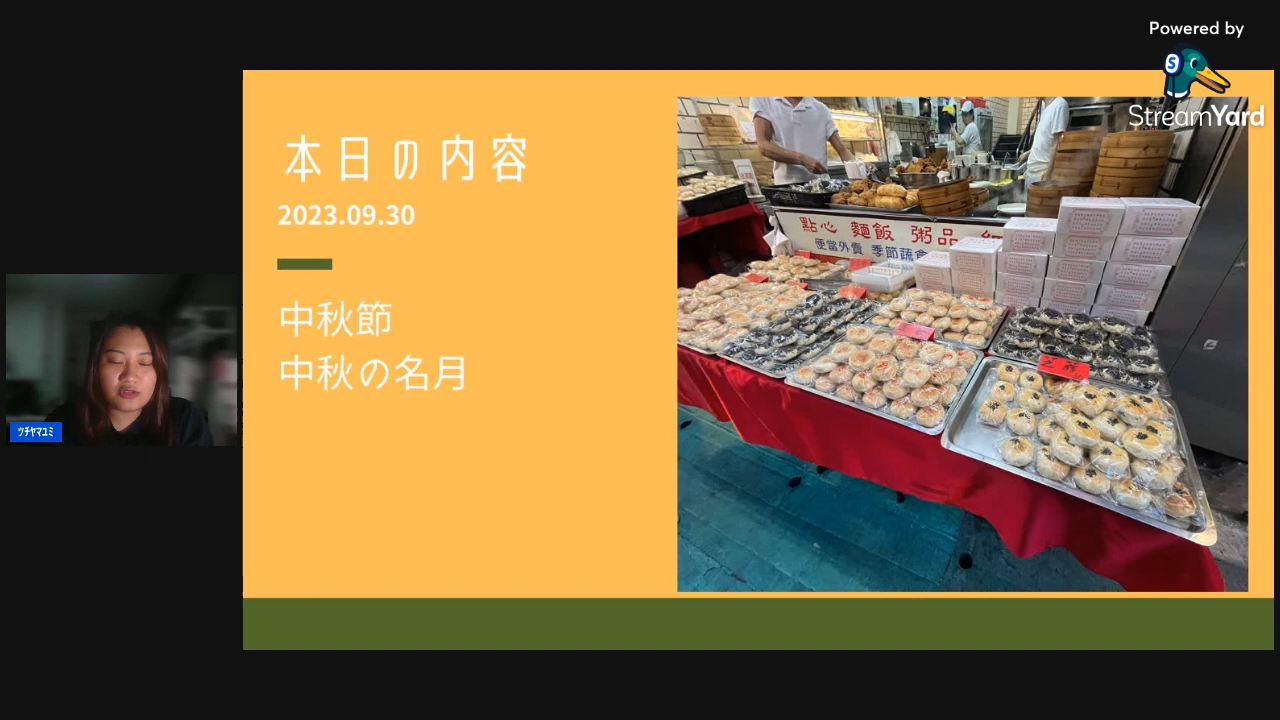 Powered by
StreamYard
本日の内容
2023.09.30
中秋節
中秋の名月
點心 麵飯 粥品
便當外賣 季節蔬食
芝麻
ツチヤマユミ